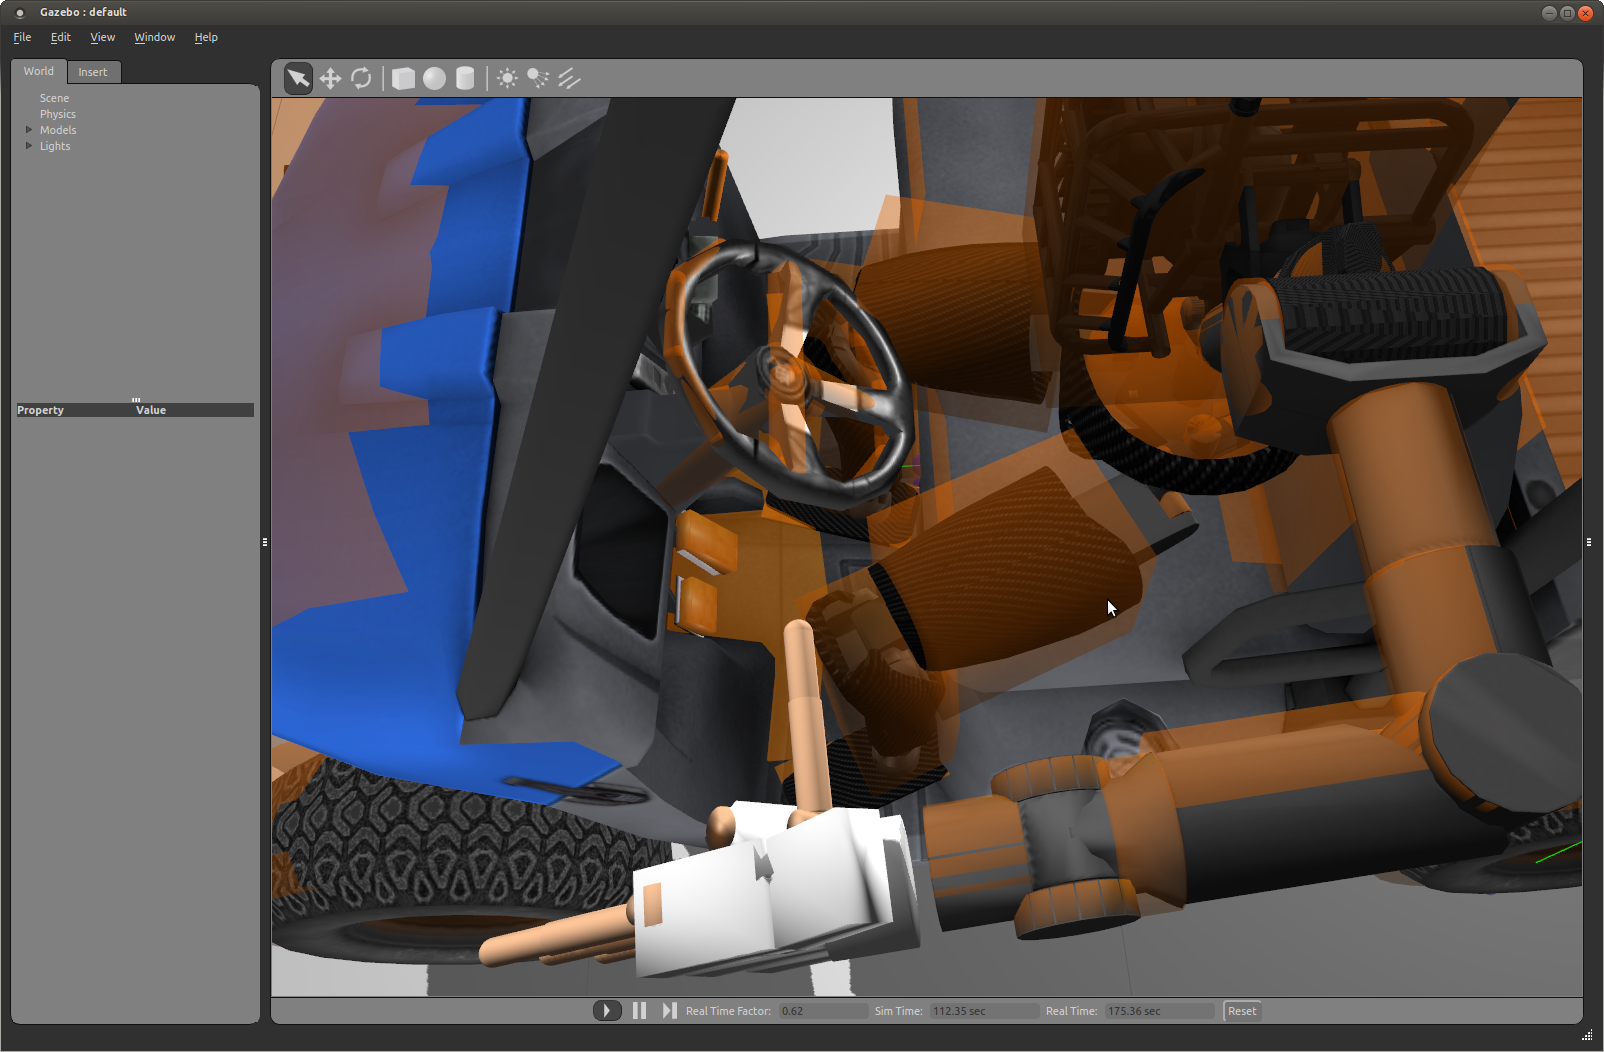 Gazebo : default
File Edit View Window Help
World Insert
Scene
Physics
Models
Lights
Property Value
Real Time Factor: 0.62 Sim Time: 112.35 sec Real Time: 175.36 sec Reset